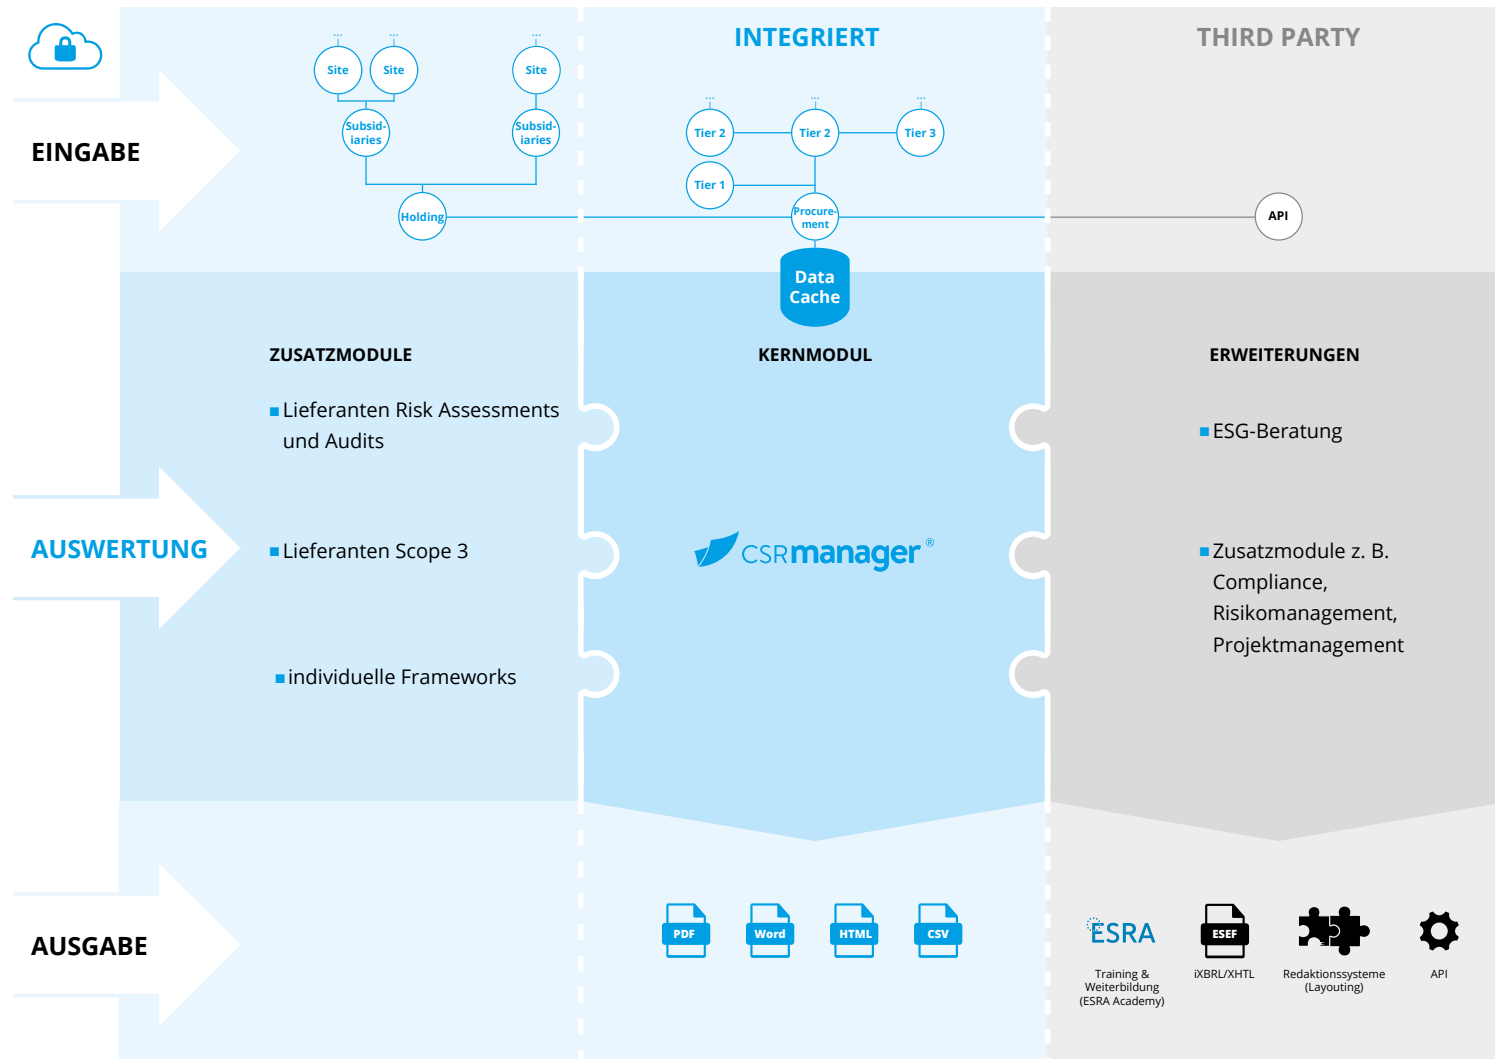 INTEGRIERT
THIRD PARTY
EINGABE
...
...
...
Site
Site
Site
Subsid-
iaries
Subsid-
iaries
Holding
...
...
...
Tier 2
Tier 2
Tier 3
Tier 1
Procure-
ment
API
Data
Cache
ZUSATZMODULE
KERNMODUL
ERWEITERUNGEN
AUSWERTUNG
Lieferanten Risk Assessments
und Audits
Lieferanten Scope 3
individuelle Frameworks
CSRmanager®
ESG-Beratung
Zusatzmodule z. B.
Compliance,
Risikomanagement,
Projektmanagement
AUSGABE
PDF
Word
HTML
CSV
ESRA
Training &
Weiterbildung
(ESRA Academy)
ESEF
iXBRL/XHTL
Redaktionssysteme
(Layouting)
API